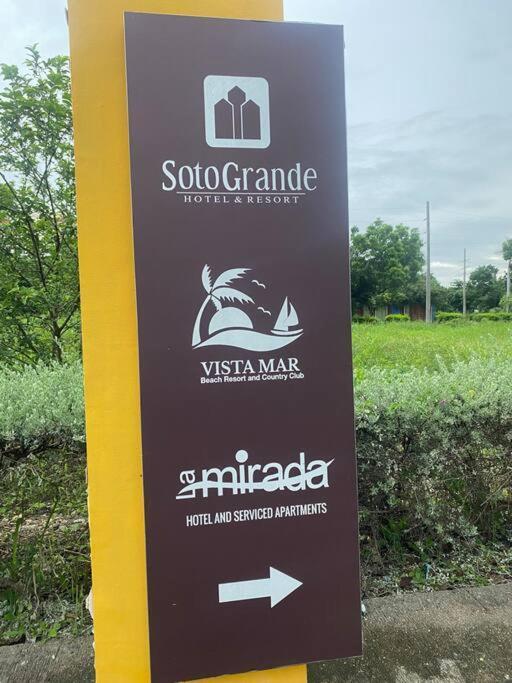 SotoGrande
HOTEL & RESORT
VISTA MAR
Beach Resort and Country Club
La mirada
HOTEL AND SERVICED APARTMENTS